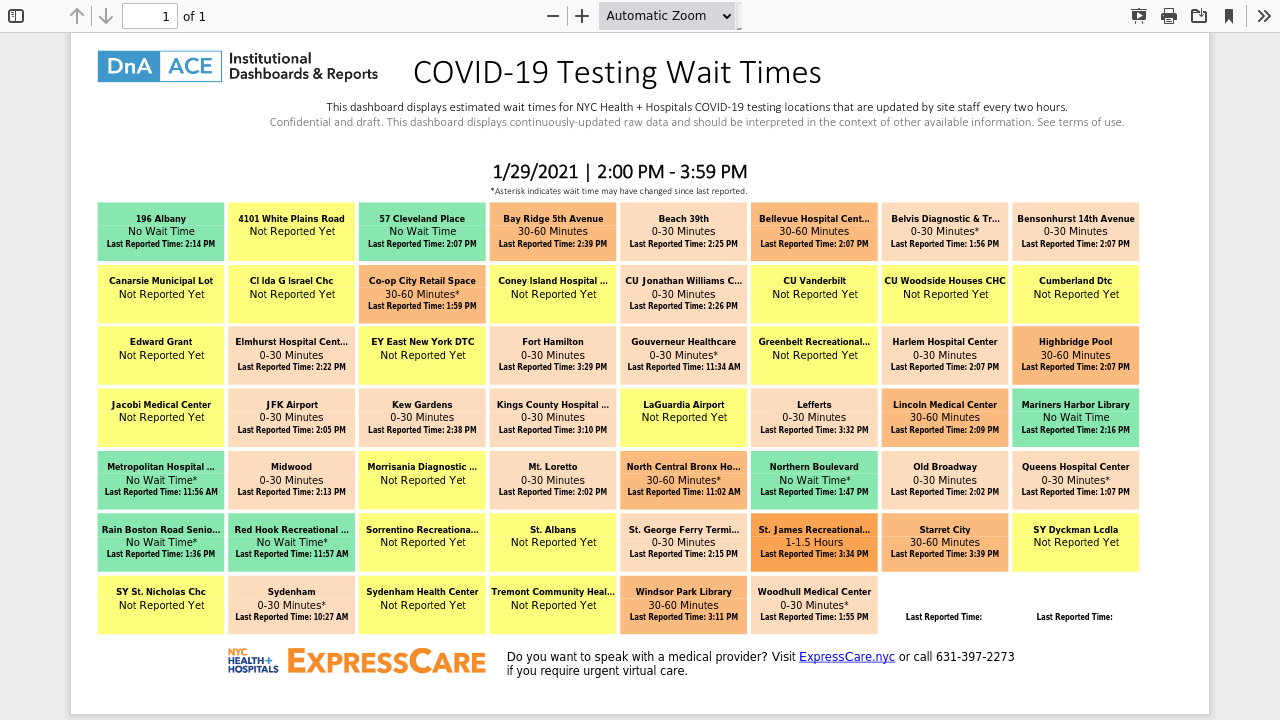 1 of 1 Automatic Zoom
DnA ACE Institutional
Dashboards & Reports
COVID-19 Testing Wait Times
This dashboard displays estimated wait times for NYC Health + Hospitals COVID-19 testing locations that are updated by site staff every two hours.
Confidential and draft. This dashboard displays continuously-updated raw data and should be interpreted in the context of other available information. See terms of use.
1/29/2021 | 2:00 PM - 3:59 PM
*Asterisk indicates wait time may have changed since last reported.
196 Albany
No Wait Time
Last Reported Time: 2:14 PM
4101 White Plains Road
Not Reported Yet
57 Cleveland Place
No Wait Time
Last Reported Time: 2:07 PM
Bay Ridge 5th Avenue
30-60 Minutes
Last Reported Time: 2:39 PM
Beach 39th
0-30 Minutes
Last Reported Time: 2:25 PM
Bellevue Hospital Cent...
30-60 Minutes
Last Reported Time: 2:07 PM
Belvis Diagnostic & Tr...
0-30 Minutes*
Last Reported Time: 1:56 PM
Bensonhurst 14th Avenue
0-30 Minutes
Last Reported Time: 2:07 PM
Canarsie Municipal Lot
Not Reported Yet
CI Ida G Israel Chc
Not Reported Yet
Co-op City Retail Space
30-60 Minutes*
Last Reported Time: 1:59 PM
Coney Island Hospital ...
Not Reported Yet
CU Jonathan Williams C...
0-30 Minutes
Last Reported Time: 2:26 PM
CU Vanderbilt
Not Reported Yet
CU Woodside Houses CHC
Not Reported Yet
Cumberland Dtc
Not Reported Yet
Edward Grant
Not Reported Yet
Elmhurst Hospital Cent...
0-30 Minutes
Last Reported Time: 2:22 PM
EY East New York DTC
Not Reported Yet
Fort Hamilton
0-30 Minutes
Last Reported Time: 3:29 PM
Gouverneur Healthcare
0-30 Minutes*
Last Reported Time: 11:34 AM
Greenbelt Recreational...
Not Reported Yet
Harlem Hospital Center
0-30 Minutes
Last Reported Time: 2:07 PM
Highbridge Pool
30-60 Minutes
Last Reported Time: 2:07 PM
Jacobi Medical Center
Not Reported Yet
JFK Airport
0-30 Minutes
Last Reported Time: 2:05 PM
Kew Gardens
0-30 Minutes
Last Reported Time: 2:38 PM
Kings County Hospital ...
0-30 Minutes
Last Reported Time: 3:10 PM
LaGuardia Airport
Not Reported Yet
Lefferts
0-30 Minutes
Last Reported Time: 3:32 PM
Lincoln Medical Center
30-60 Minutes
Last Reported Time: 2:09 PM
Mariners Harbor Library
No Wait Time
Last Reported Time: 2:16 PM
Metropolitan Hospital ...
No Wait Time*
Last Reported Time: 11:56 AM
Midwood
0-30 Minutes
Last Reported Time: 2:13 PM
Morrisania Diagnostic ...
Not Reported Yet
Mt. Loretto
0-30 Minutes
Last Reported Time: 2:02 PM
North Central Bronx Ho...
30-60 Minutes*
Last Reported Time: 11:02 AM
Northern Boulevard
No Wait Time*
Last Reported Time: 1:47 PM
Old Broadway
0-30 Minutes
Last Reported Time: 2:02 PM
Queens Hospital Center
0-30 Minutes*
Last Reported Time: 1:07 PM
Rain Boston Road Senio...
No Wait Time*
Last Reported Time: 1:36 PM
Red Hook Recreational ...
No Wait Time*
Last Reported Time: 11:57 AM
Sorrentino Recreationa...
Not Reported Yet
St. Albans
Not Reported Yet
St. George Ferry Termi...
0-30 Minutes
Last Reported Time: 2:15 PM
St. James Recreational...
1-1.5 Hours
Last Reported Time: 3:34 PM
Starret City
30-60 Minutes
Last Reported Time: 3:39 PM
SY Dyckman Lcdla
Not Reported Yet
SY St. Nicholas Chc
Not Reported Yet
Sydenham
0-30 Minutes*
Last Reported Time: 10:27 AM
Sydenham Health Center
Not Reported Yet
Tremont Community Heal...
Not Reported Yet
Windsor Park Library
30-60 Minutes
Last Reported Time: 3:11 PM
Woodhull Medical Center
0-30 Minutes*
Last Reported Time: 1:55 PM
Last Reported Time:
Last Reported Time:
NYC
HEALTH+
HOSPITALS
EXPRESSCARE
Do you want to speak with a medical provider? Visit ExpressCare.nyc or call 631-397-2273
if you require urgent virtual care.